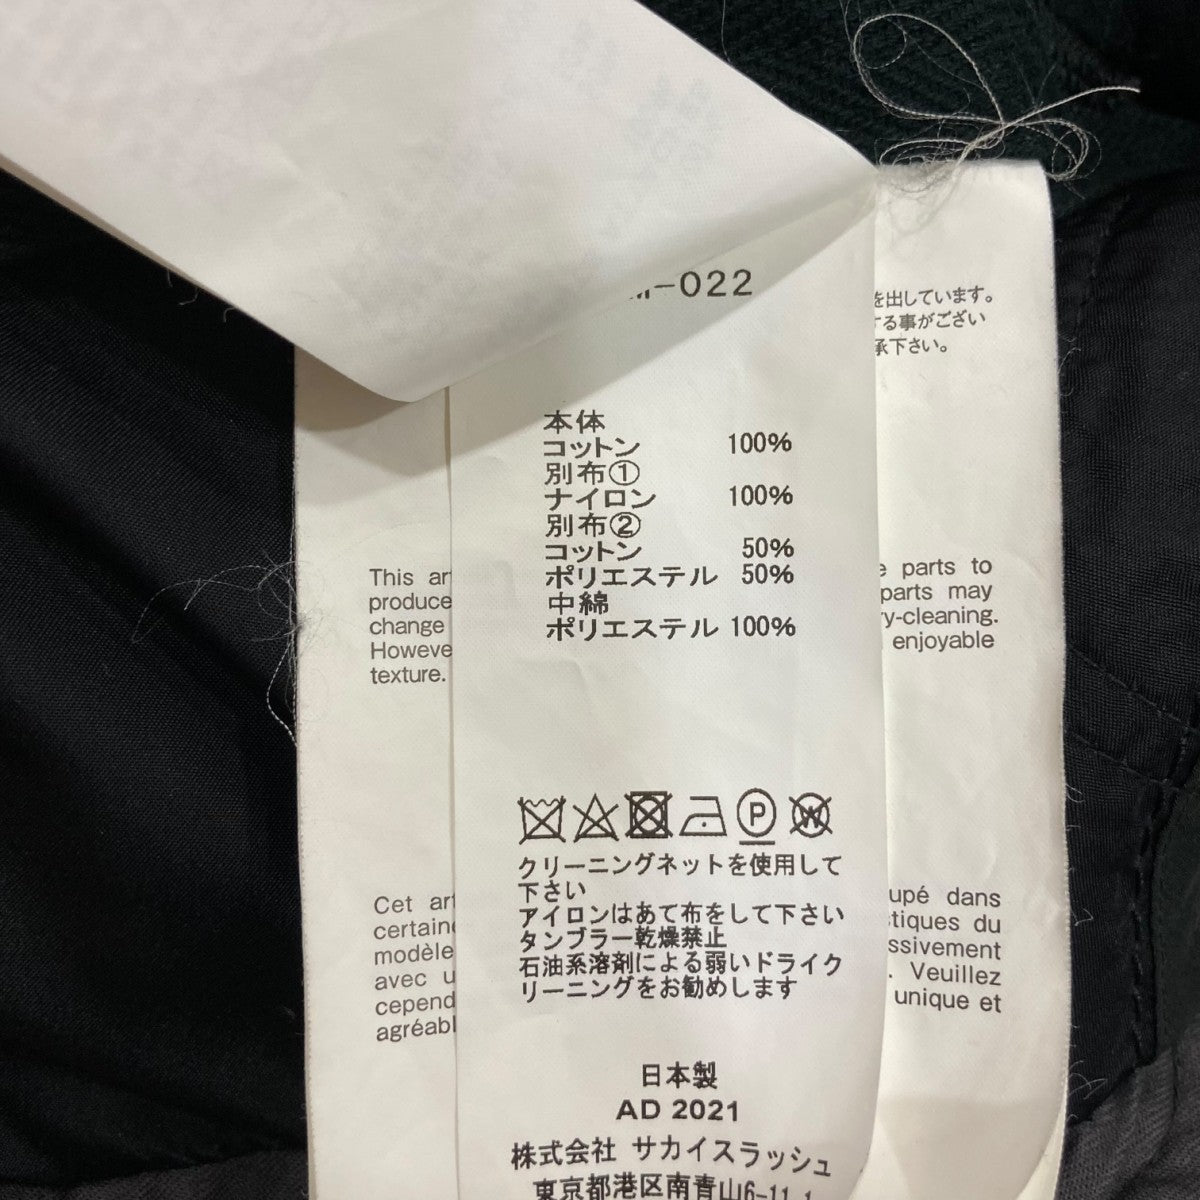 -022
を出しています。
する事がござい
承下さい。
本体
コットン 100%
別布①
ナイロン 100%
別布②
コットン 50%
ポリエステル 50%
中綿
ポリエステル 100%
This
produce
change
texture.
parts to
parts may
y-cleaning.
enjoyable
P
W
クリーニングネットを使用して
下さい
アイロンはあて布をして下さい
タンブラー乾燥禁止
石油系溶剤による弱いドライク
リーニングをお勧めします
Cet
modèle
avec
upé dans
stiques du
ssivement
. Veuillez
unique et
日本製
AD 2021
株式会社 サカイスラッシュ
東京都港区南青山6-11